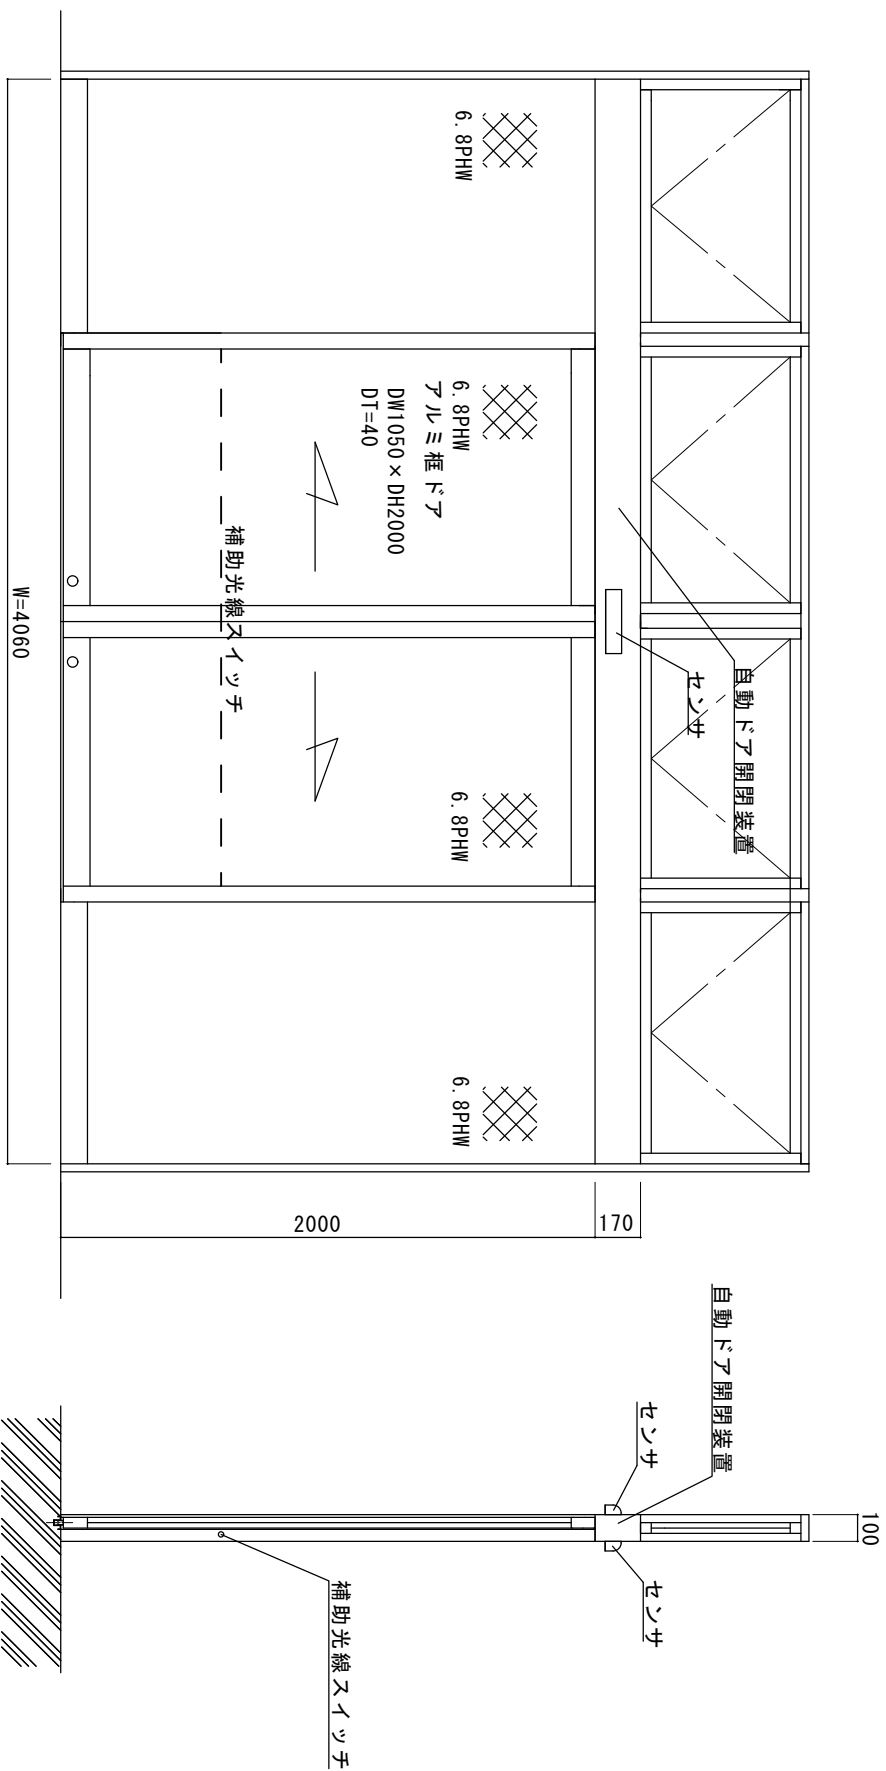 自動ドア開閉装置
センサ
6.8PHW
6.8PHW
アルミ框ドア
DW1050×DH2000
DT=40
6.8PHW
6.8PHW
補助光線スイッチ
W=4060
2000
170
100
自動ドア開閉装置
センサ
センサ
補助光線スイッチ